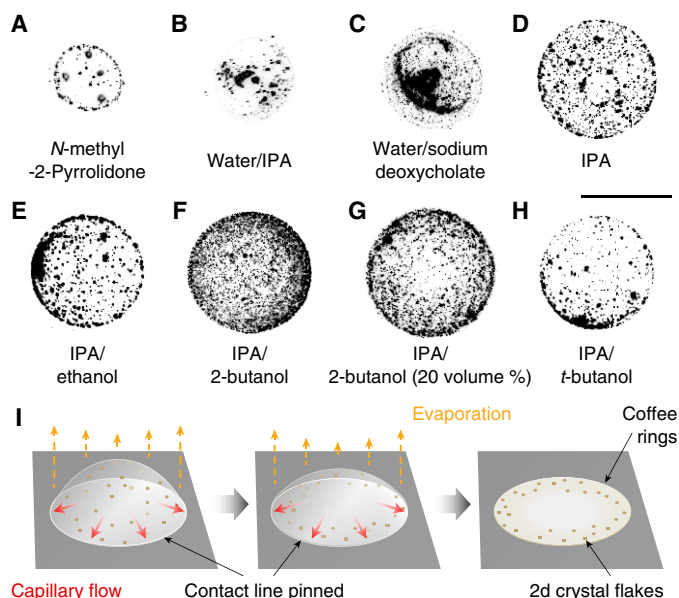 A
B
C
D
N-methyl
-2-Pyrrolidone
Water/IPA
Water/sodium
deoxycholate
IPA
E
F
G
H
IPA/
ethanol
IPA/
2-butanol
IPA/
2-butanol (20 volume %)
IPA/
t-butanol
I
Evaporation
Coffee
rings
Capillary flow
Contact line pinned
2d crystal flakes